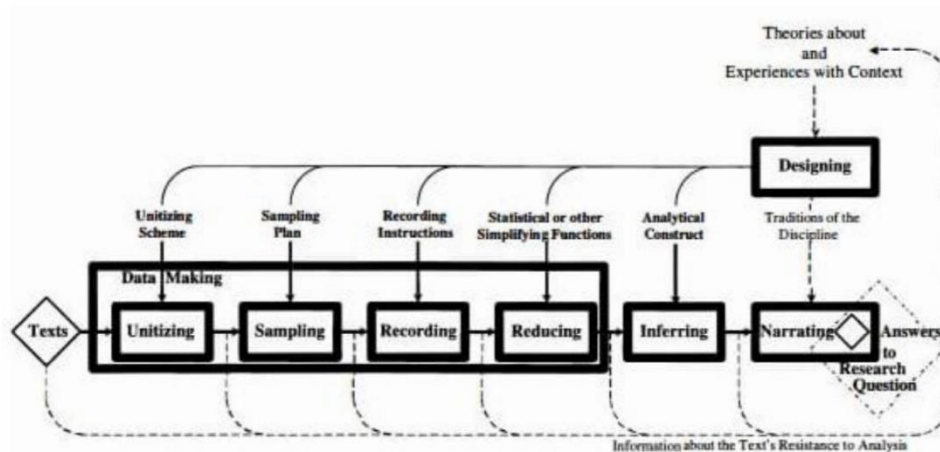 Theories about
and
Experiences with Context
Designing
Unitizing
Scheme
Sampling
Plan
Recording
Instructions
Statistical or other
Simplifying Functions
Analytical
Construct
Traditions of the
Discipline
Data Making
Texts
Unitizing
Sampling
Recording
Reducing
Inferring
Narrating
Answers
to
Research
Question
Information about the Text's Resistance to Analysis